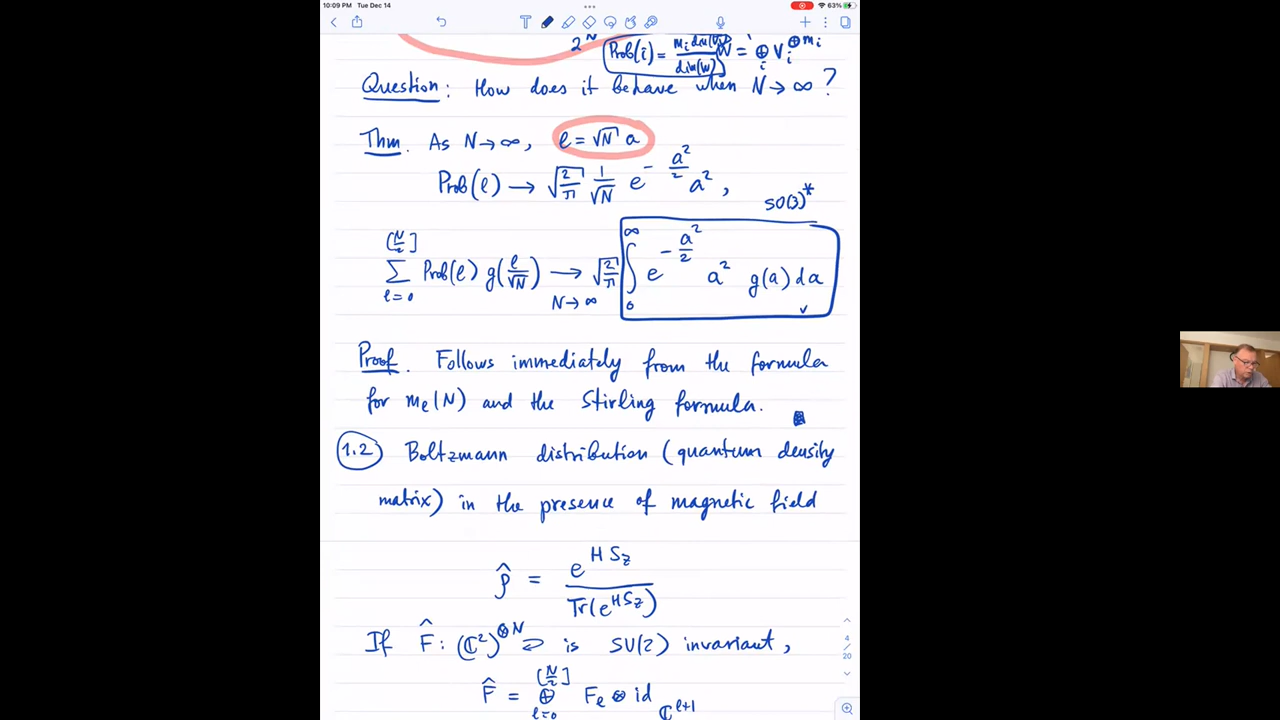 10:09 PM Tue Dec 14
63%
2^N Prob(i) = m_i dim(V_i) / dim(W) W = ⊕_i V_i^{⊕ m_i}
Question: How does it behave when N → ∞ ?
Thm. As N → ∞, l = √N a
Prob(l) → √(2/π) 1/√N e^{-a²/2} a²,
so(3)*
∑_{l=0}^{[N/2]} Prob(l) g(l/√N) ⟶_{N→∞} √(2/π) ∫_0^∞ e^{-a²/2} a² g(a) da
Proof. Follows immediately from the formula
for m_l(N) and the Stirling formula.
1.2 Boltzmann distribution (quantum density
matrix) in the presence of magnetic field
ρ̂ = e^{H S_z} / Tr(e^{H S_z})
If F̂ : (ℂ²)^{⊗N} ↩ is SU(2) invariant,
F̂ = ⊕_{l=0}^{[N/2]} F_l ⊗ id_{ℂ^{l+1}}
4
/
20